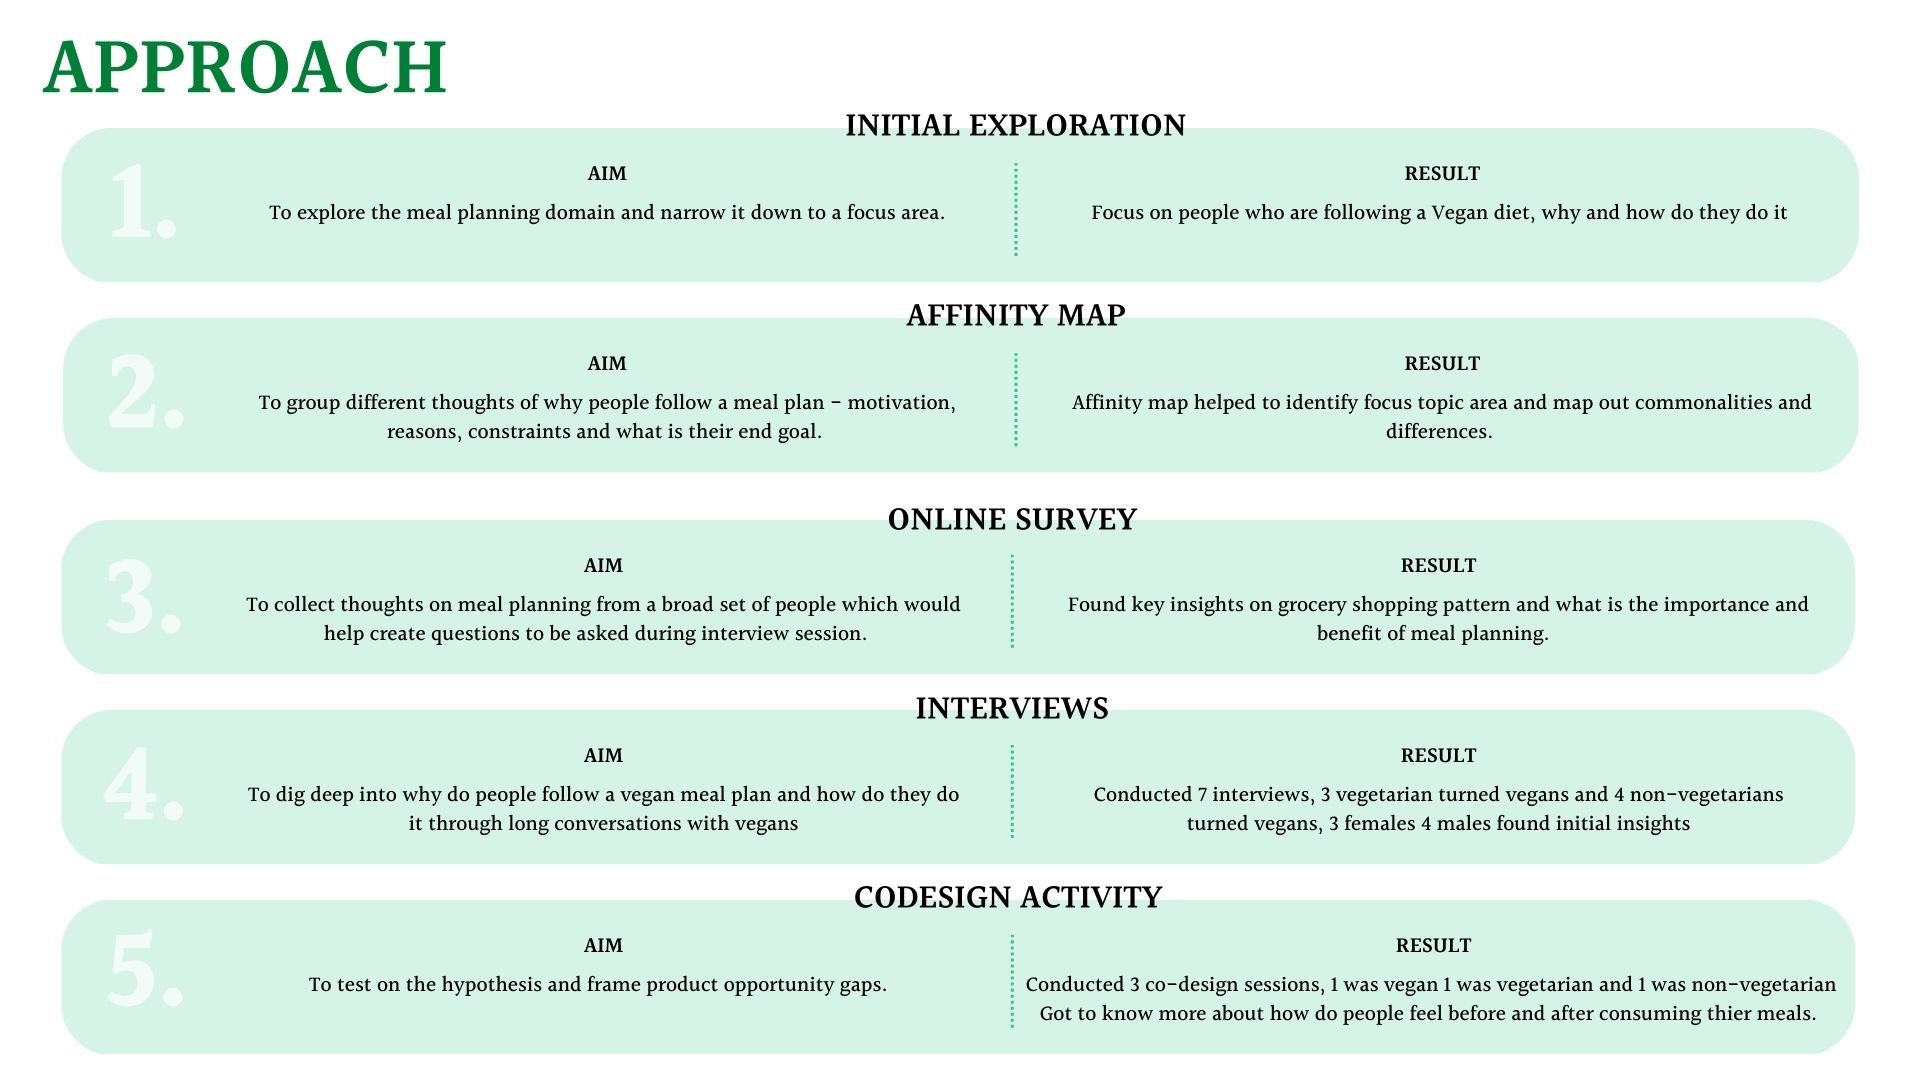 APPROACH
INITIAL EXPLORATION
1.
AIM
To explore the meal planning domain and narrow it down to a focus area.
RESULT
Focus on people who are following a Vegan diet, why and how do they do it
AFFINITY MAP
2.
AIM
To group different thoughts of why people follow a meal plan - motivation,
reasons, constraints and what is their end goal.
RESULT
Affinity map helped to identify focus topic area and map out commonalities and
differences.
ONLINE SURVEY
3.
AIM
To collect thoughts on meal planning from a broad set of people which would
help create questions to be asked during interview session.
RESULT
Found key insights on grocery shopping pattern and what is the importance and
benefit of meal planning.
INTERVIEWS
4.
AIM
To dig deep into why do people follow a vegan meal plan and how do they do
it through long conversations with vegans
RESULT
Conducted 7 interviews, 3 vegetarian turned vegans and 4 non-vegetarians
turned vegans, 3 females 4 males found initial insights
CODESIGN ACTIVITY
5.
AIM
To test on the hypothesis and frame product opportunity gaps.
RESULT
Conducted 3 co-design sessions, 1 was vegan 1 was vegetarian and 1 was non-vegetarian
Got to know more about how do people feel before and after consuming thier meals.